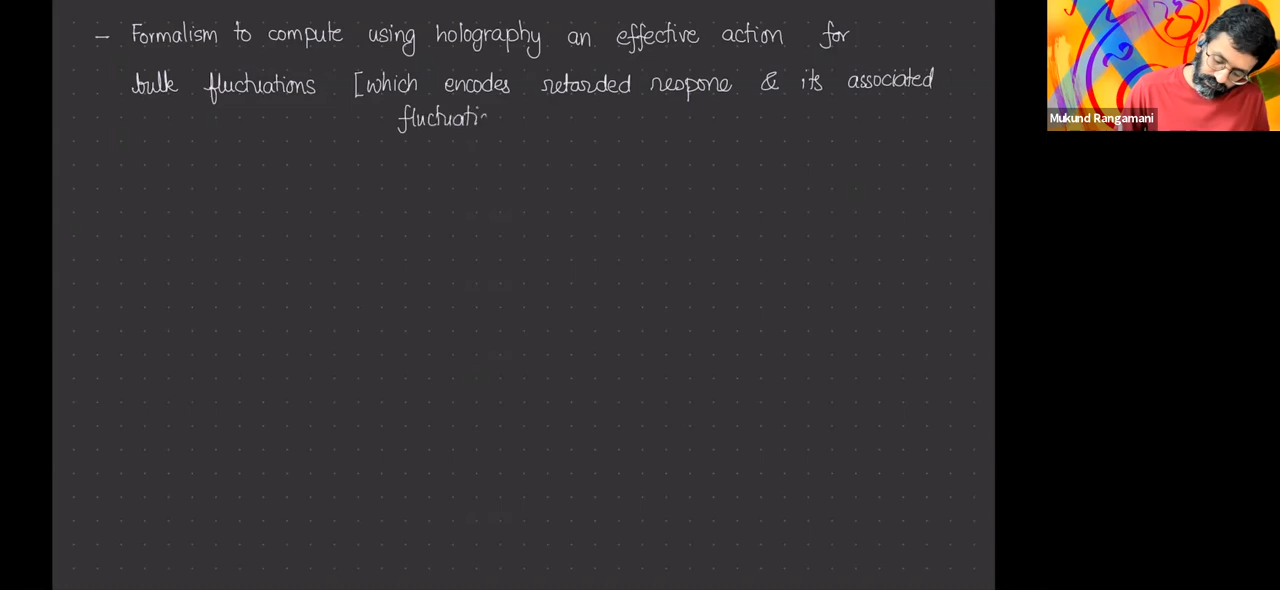 – Formalism to compute using holography an effective action for
bulk fluctuations [which encodes retarded respone & its associated
fluctuati
Mukund Rangamani